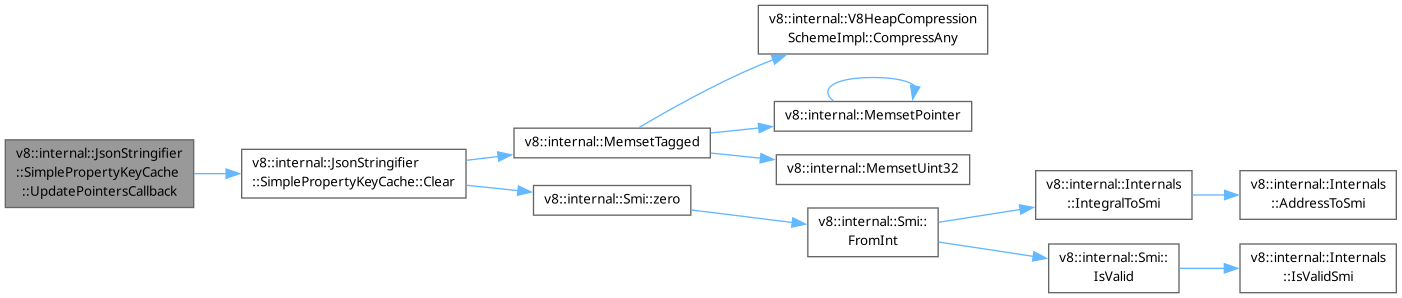 v8::internal::JsonStringifier
::SimplePropertyKeyCache
::UpdatePointersCallback
v8::internal::JsonStringifier
::SimplePropertyKeyCache::Clear
v8::internal::MemsetTagged
v8::internal::V8HeapCompression
SchemeImpl::CompressAny
v8::internal::MemsetPointer
v8::internal::MemsetUint32
v8::internal::Smi::zero
v8::internal::Smi::
FromInt
v8::internal::Internals
::IntegralToSmi
v8::internal::Internals
::AddressToSmi
v8::internal::Smi::
IsValid
v8::internal::Internals
::IsValidSmi